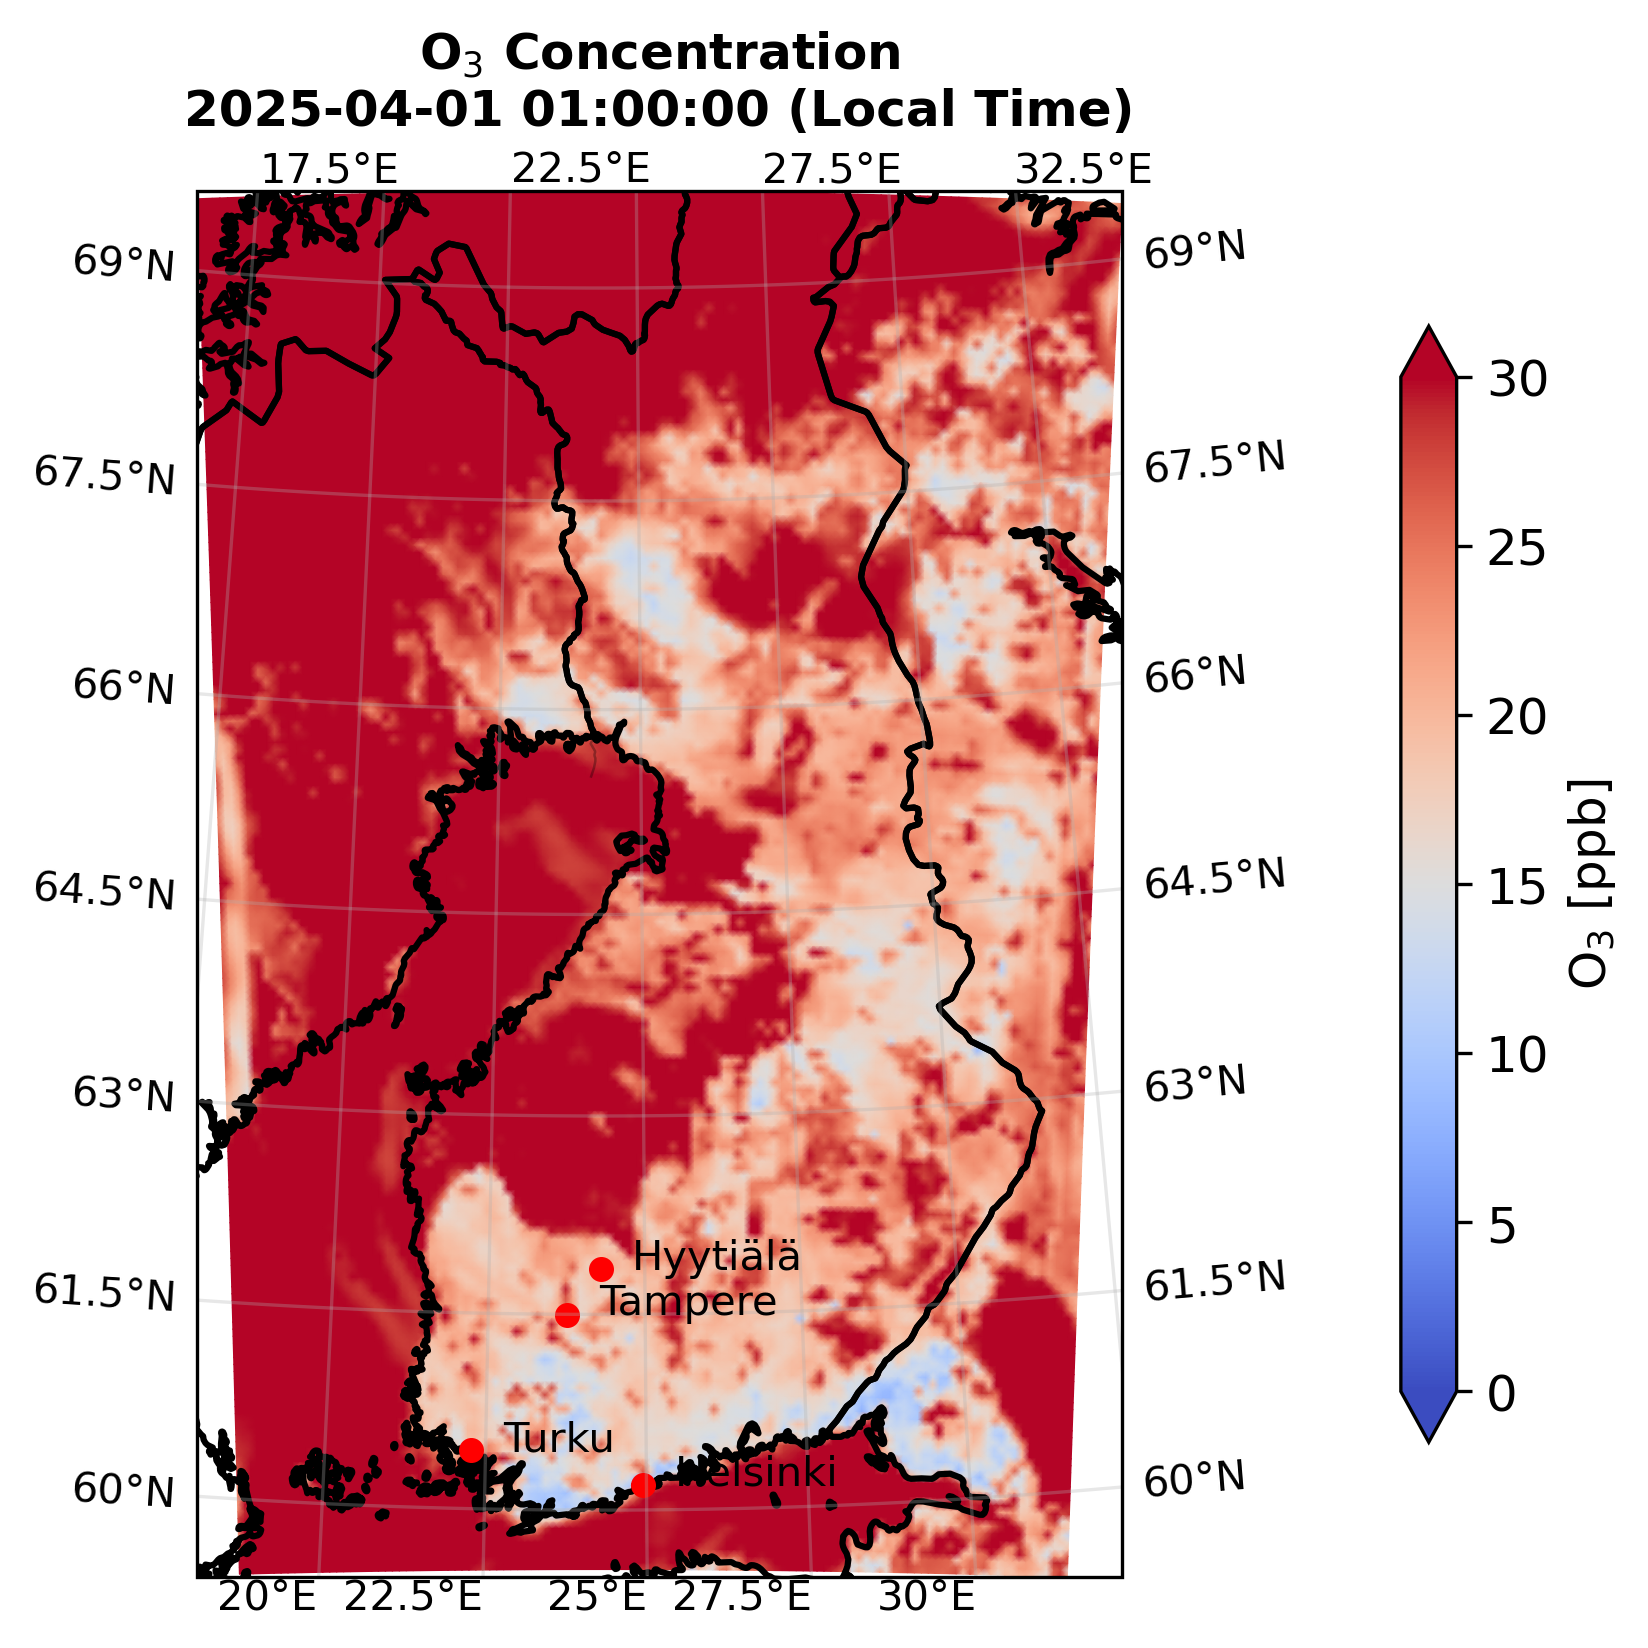 O₃ Concentration
2025-04-01 01:00:00 (Local Time)
17.5°E 22.5°E 27.5°E 32.5°E
69°N 69°N
67.5°N 67.5°N
66°N 66°N
64.5°N 64.5°N
63°N 63°N
61.5°N 61.5°N
60°N 60°N
Hyytiälä
Tampere
Turku
Helsinki
20°E 22.5°E 25°E 27.5°E 30°E
30
25
20
15
10
5
0
O₃ [ppb]